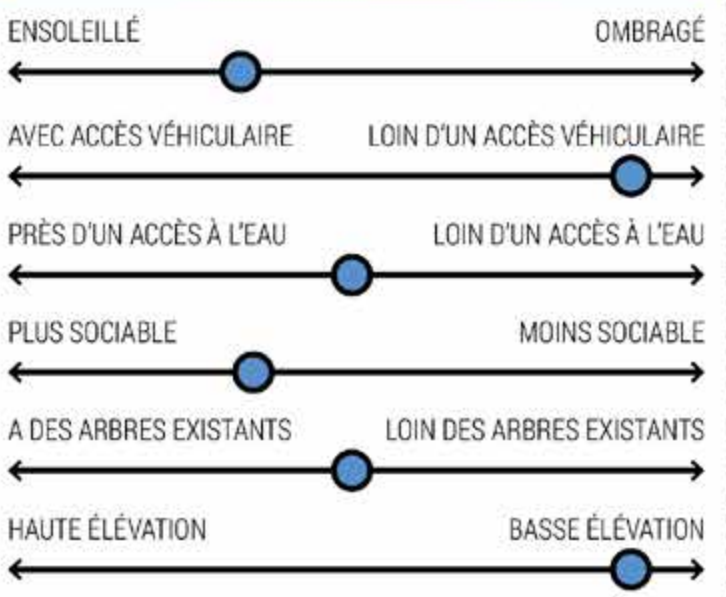 ENSOLEILLÉ OMBRAGÉ
AVEC ACCÈS VÉHICULAIRE LOIN D'UN ACCÈS VÉHICULAIRE
PRÈS D'UN ACCÈS À L'EAU LOIN D'UN ACCÈS À L'EAU
PLUS SOCIABLE MOINS SOCIABLE
A DES ARBRES EXISTANTS LOIN DES ARBRES EXISTANTS
HAUTE ÉLÉVATION BASSE ÉLÉVATION